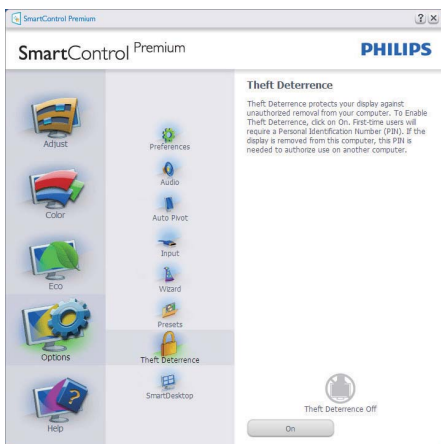 SmartControl Premium
SmartControl Premium
PHILIPS
Adjust
Color
Eco
Options
Help
Preferences
Audio
Auto Pivot
Input
Wizard
Presets
Theft Deterrence
SmartDesktop
Theft Deterrence
Theft Deterrence protects your display against
unauthorized removal from your computer. To Enable
Theft Deterrence, click on On. First-time users will
require a Personal Identification Number (PIN). If the
display is removed from this computer, this PIN is
needed to authorize use on another computer.
Theft Deterrence Off
On